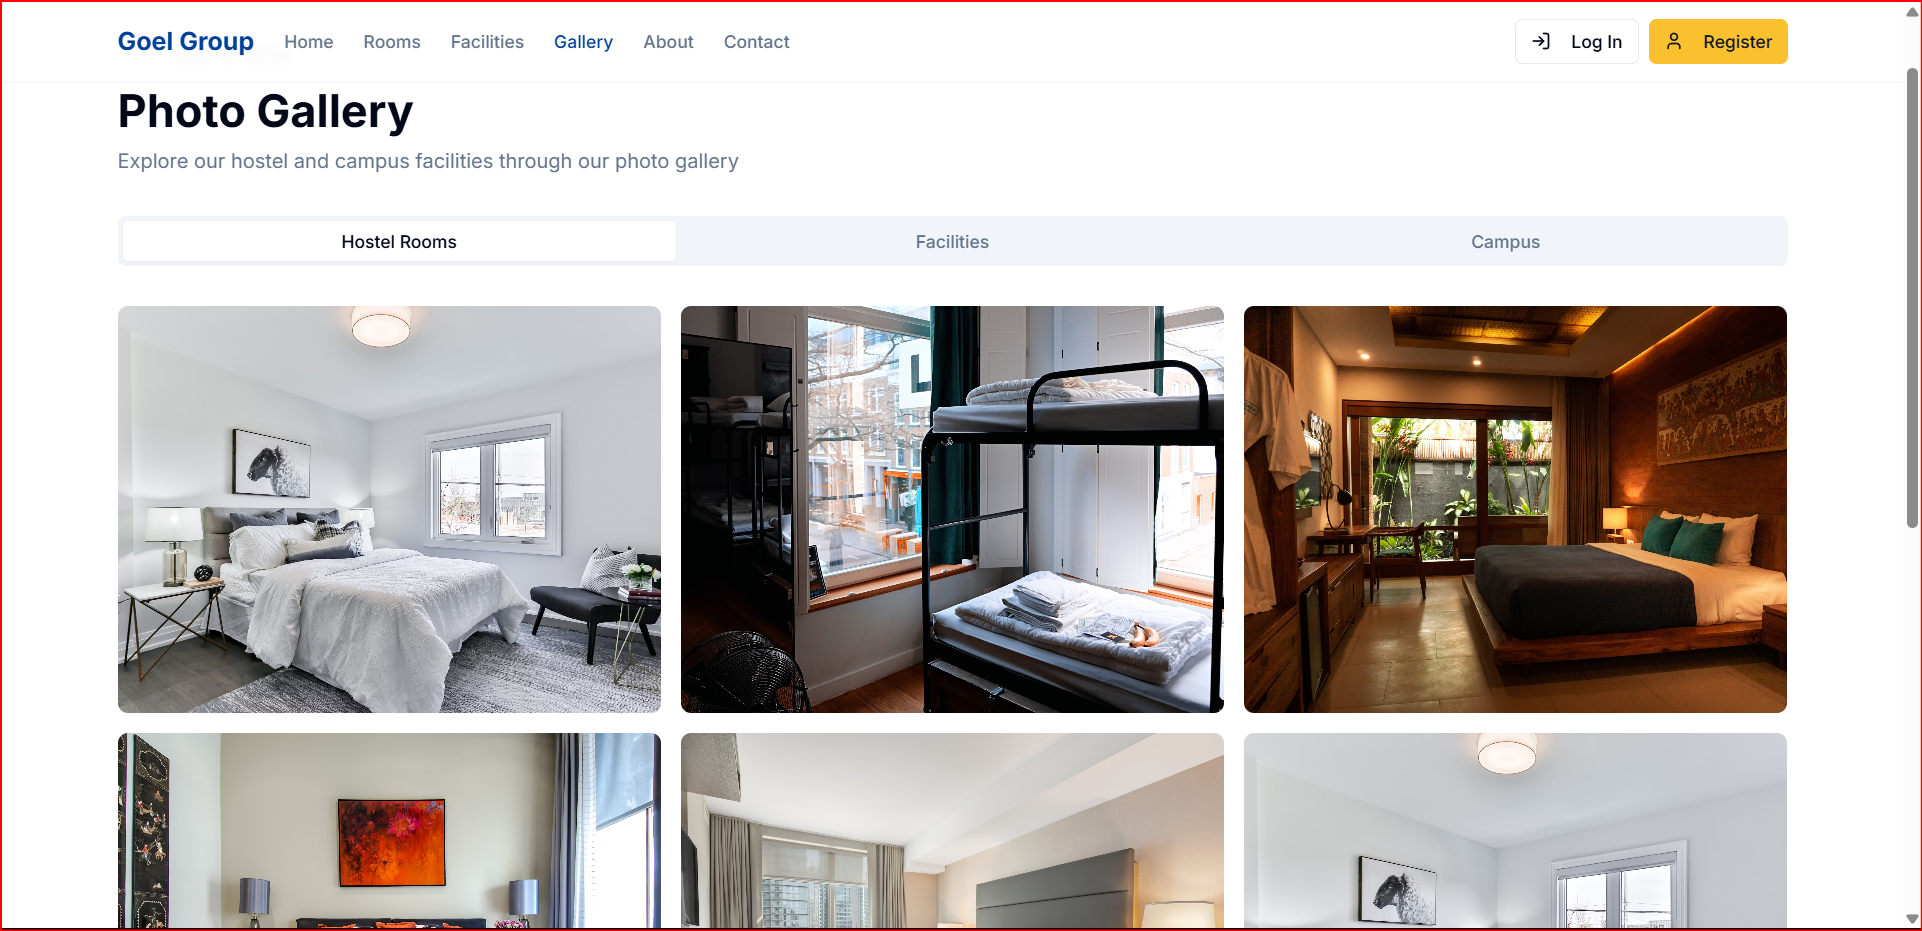 Goel Group
Home
Rooms
Facilities
Gallery
About
Contact
Log In
Register
Photo Gallery
Explore our hostel and campus facilities through our photo gallery
Hostel Rooms
Facilities
Campus